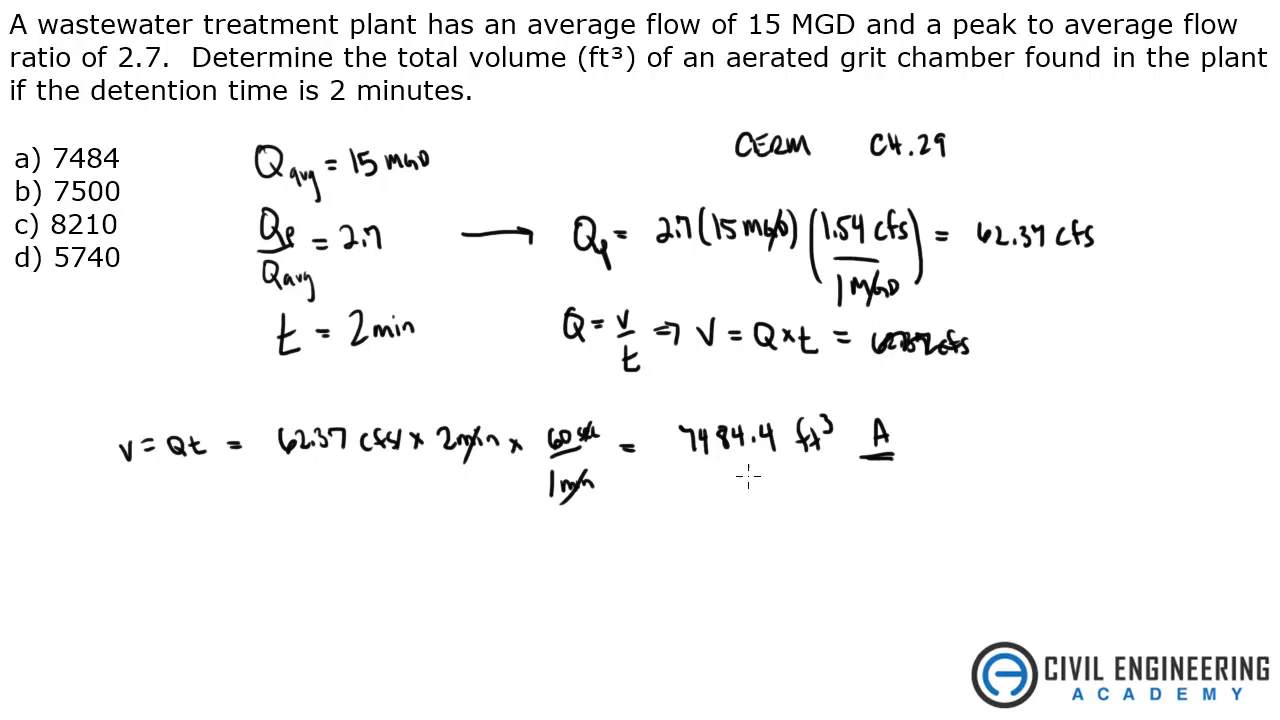 A wastewater treatment plant has an average flow of 15 MGD and a peak to average flow
ratio of 2.7. Determine the total volume (ft³) of an aerated grit chamber found in the plant
if the detention time is 2 minutes.
a) 7484
b) 7500
c) 8210
d) 5740
CERM C4.29
Qavg = 15 MGD
Qp/Qavg = 2.7 → Qp = 2.7 (15 MGD) (1.54 cfs / 1 MGD) = 62.37 cfs
t = 2 min
Q = v/t ⇒ V = Q × t =
V = Qt = 62.37 cfs × 2 min × 60 sec / 1 min = 7484.4 ft³ A
CIVIL ENGINEERING
ACADEMY